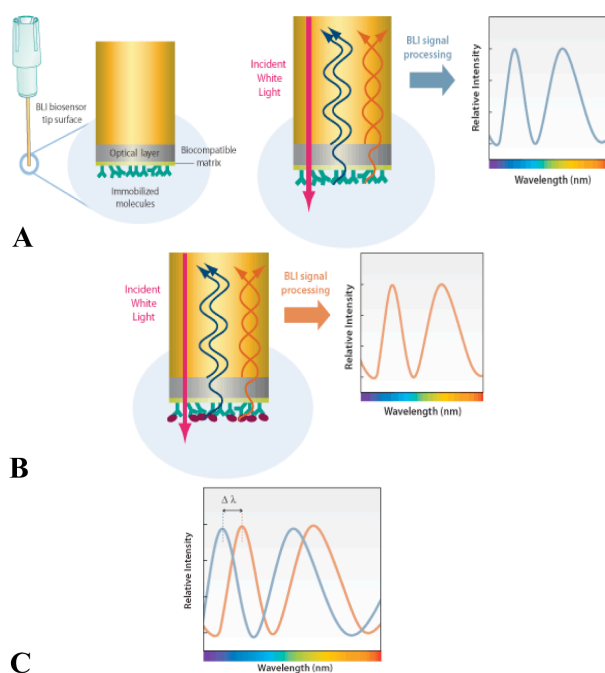 BLI biosensor
tip surface
Optical layer
Biocompatible
matrix
Immobilized
molecules
Incident
White
Light
BLI signal
processing
Relative Intensity
Wavelength (nm)
A
Incident
White
Light
BLI signal
processing
Relative Intensity
Wavelength (nm)
B
Δ λ
Relative Intensity
Wavelength (nm)
C